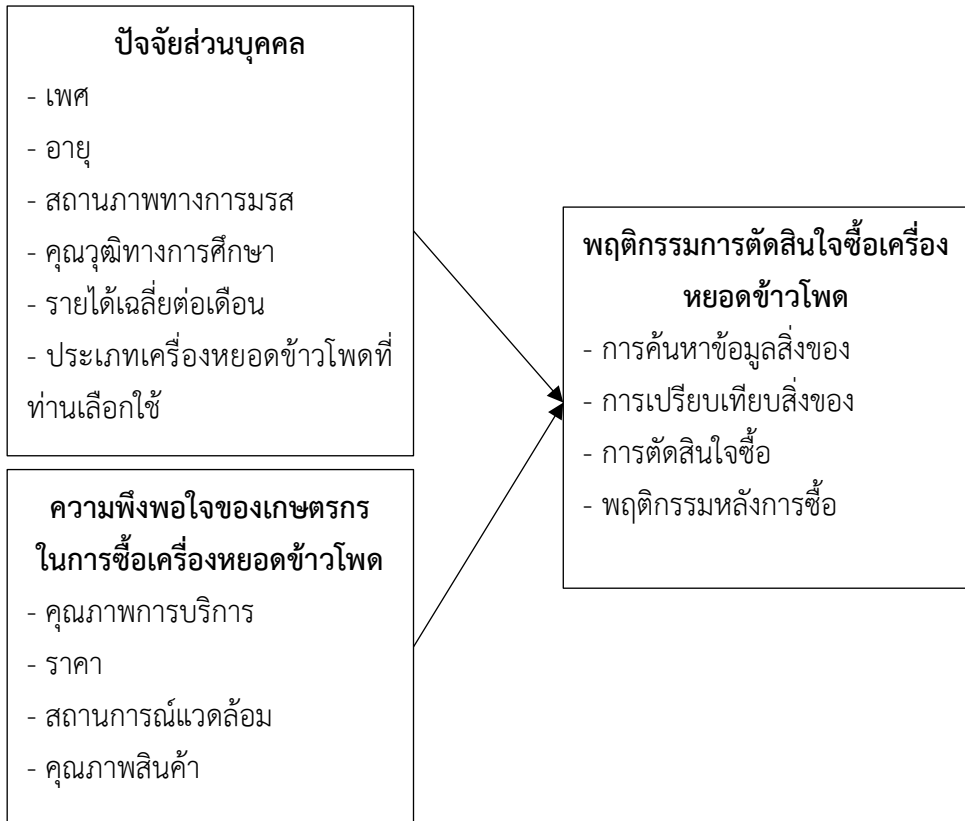 ปัจจัยส่วนบุคคล
- เพศ
- อายุ
- สถานภาพทางการมรส
- คุณวุฒิทางการศึกษา
- รายได้เฉลี่ยต่อเดือน
- ประเภทเครื่องหยอดข้าวโพดที่
ท่านเลือกใช้
ความพึงพอใจของเกษตรกร
ในการซื้อเครื่องหยอดข้าวโพด
- คุณภาพการบริการ
- ราคา
- สถานการณ์แวดล้อม
- คุณภาพสินค้า
พฤติกรรมการตัดสินใจซื้อเครื่อง
หยอดข้าวโพด
- การค้นหาข้อมูลสิ่งของ
- การเปรียบเทียบสิ่งของ
- การตัดสินใจซื้อ
- พฤติกรรมหลังการซื้อ